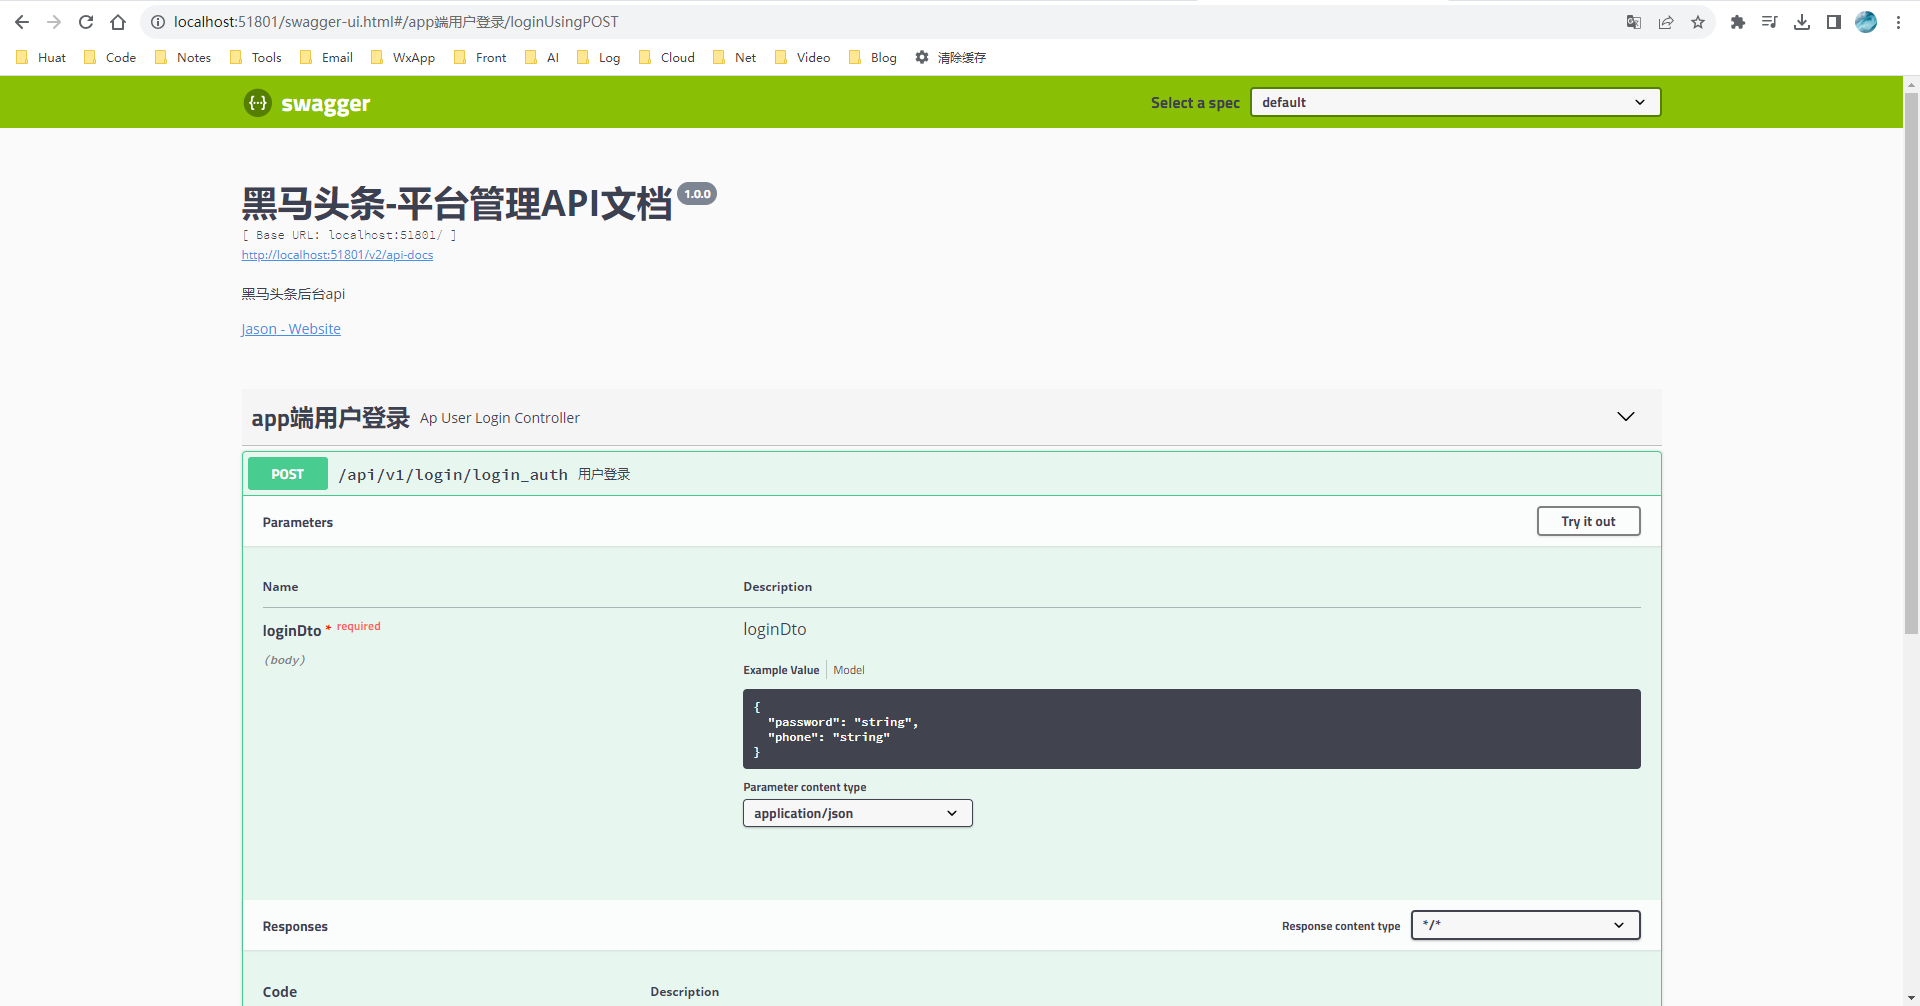 localhost:51801/swagger-ui.html#/app端用户登录/loginUsingPOST
Huat Code Notes Tools Email WxApp Front AI Log Cloud Net Video Blog 清除缓存
{··} swagger Select a spec default
黑马头条-平台管理API文档 1.0.0
[ Base URL: localhost:51801/ ]
http://localhost:51801/v2/api-docs
黑马头条后台api
Jason - Website
app端用户登录 Ap User Login Controller
POST /api/v1/login/login_auth 用户登录
Parameters Try it out
Name Description
loginDto * required loginDto
(body)
Example Value Model
{
"password": "string",
"phone": "string"
}
Parameter content type
application/json
Responses Response content type */*
Code Description